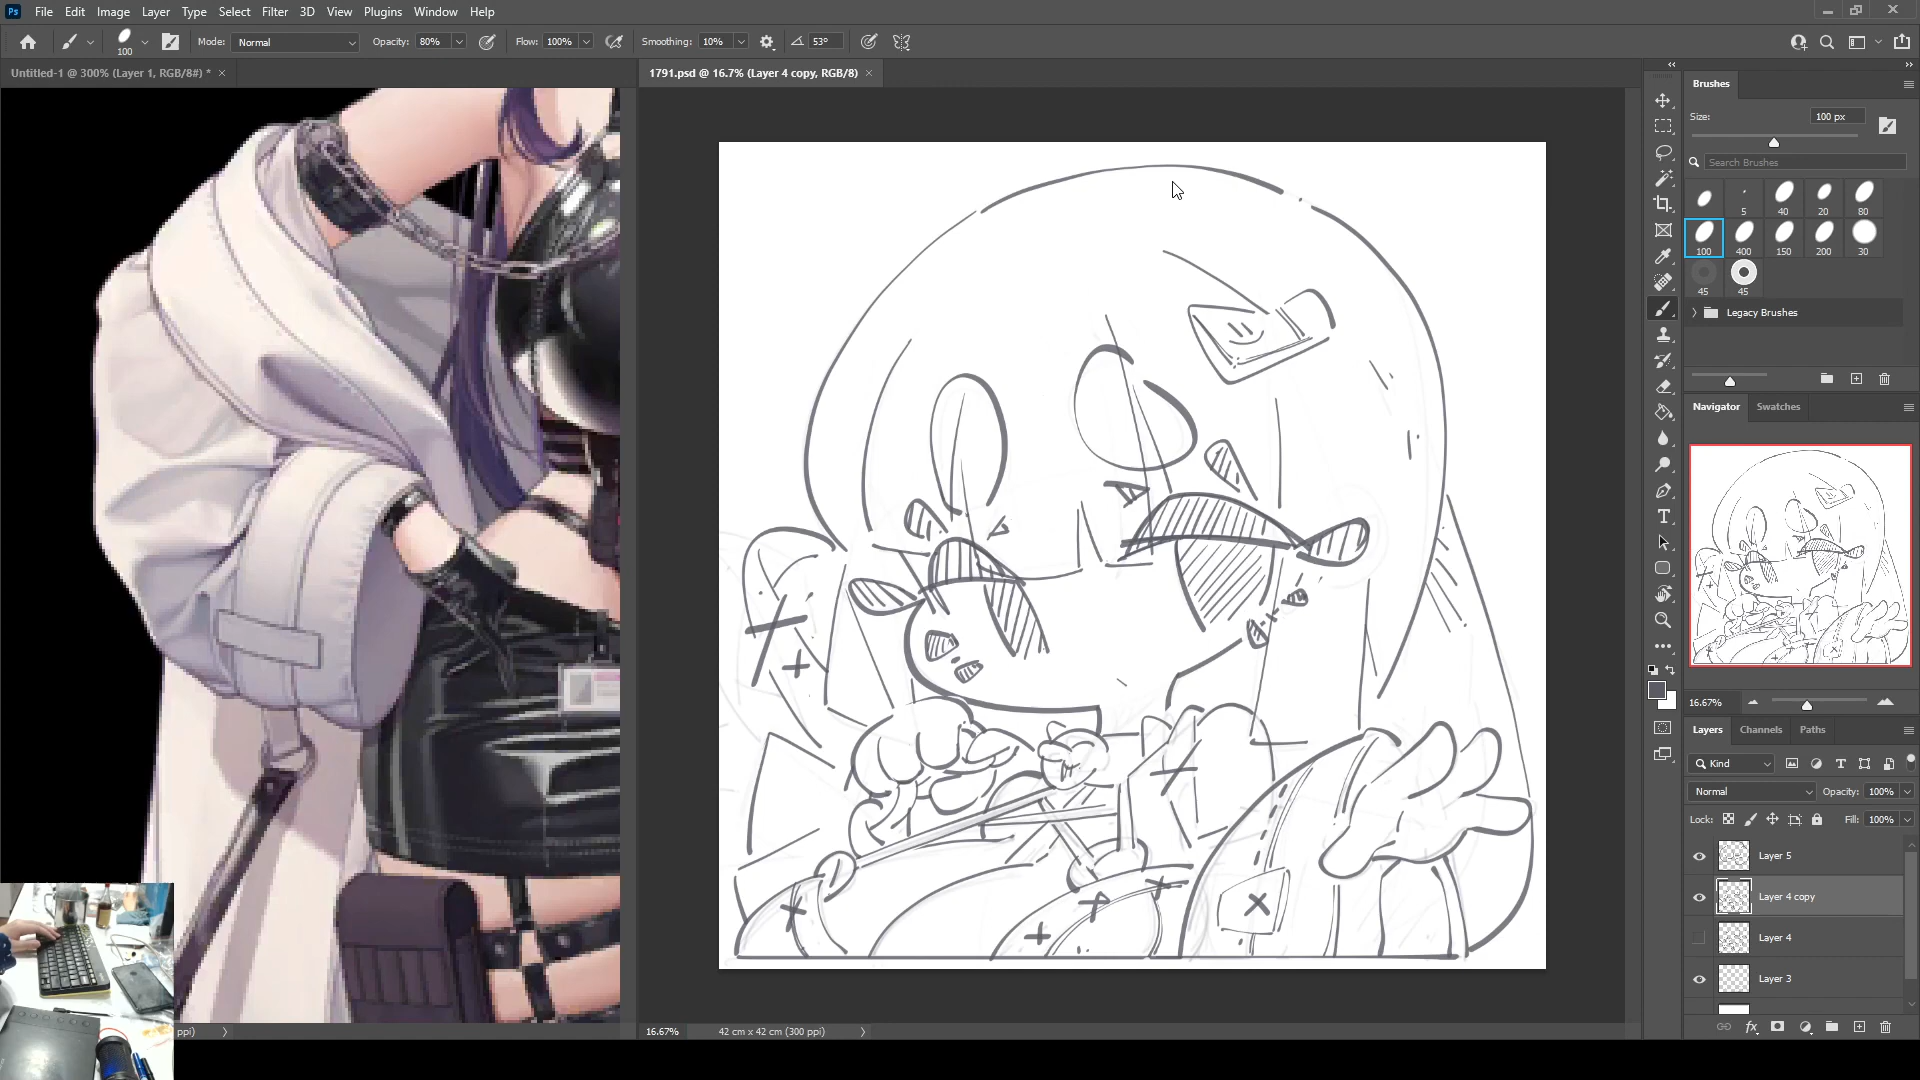 Ps File Edit Image Layer Type Select Filter 3D View Plugins Window Help
100 Mode: Normal Opacity: 80% Flow: 100% Smoothing: 10% 53°
Untitled-1 @ 300% (Layer 1, RGB/8#) * ×
1791.psd @ 16.7% (Layer 4 copy, RGB/8) ×
Brushes
Size: 100 px
Search Brushes
5 40 20 80
100 400 150 200 30
45 45
Legacy Brushes
Navigator Swatches
16.67%
Layers Channels Paths
Kind
Normal Opacity: 100%
Lock: Fill: 100%
Layer 5
Layer 4 copy
Layer 4
Layer 3
ppi)
16.67% 42 cm x 42 cm (300 ppi)